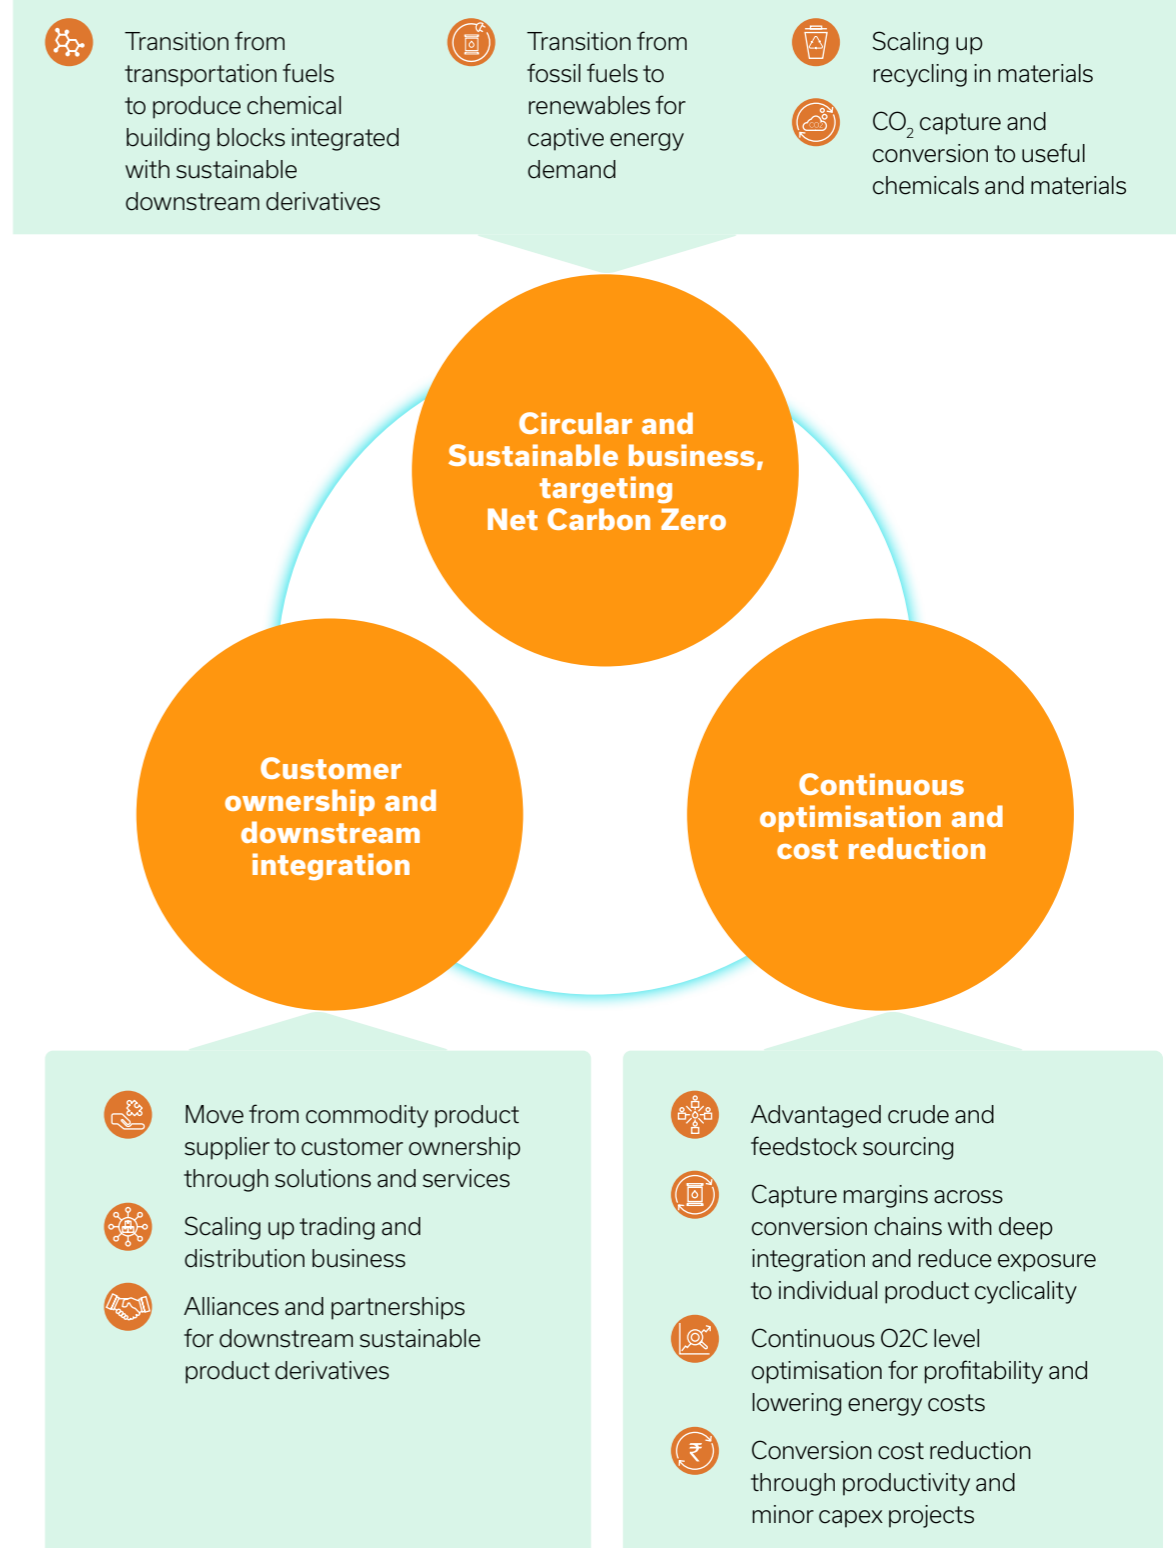 Transition from
transportation fuels
to produce chemical
building blocks integrated
with sustainable
downstream derivatives
Transition from
fossil fuels to
renewables for
captive energy
demand
Scaling up
recycling in materials
CO2 capture and
conversion to useful
chemicals and materials
Circular and
Sustainable business,
targeting
Net Carbon Zero
Customer
ownership and
downstream
integration
Continuous
optimisation and
cost reduction
Move from commodity product
supplier to customer ownership
through solutions and services
Scaling up trading and
distribution business
Alliances and partnerships
for downstream sustainable
product derivatives
Advantaged crude and
feedstock sourcing
Capture margins across
conversion chains with deep
integration and reduce exposure
to individual product cyclicality
Continuous O2C level
optimisation for profitability and
lowering energy costs
₹
Conversion cost reduction
through productivity and
minor capex projects